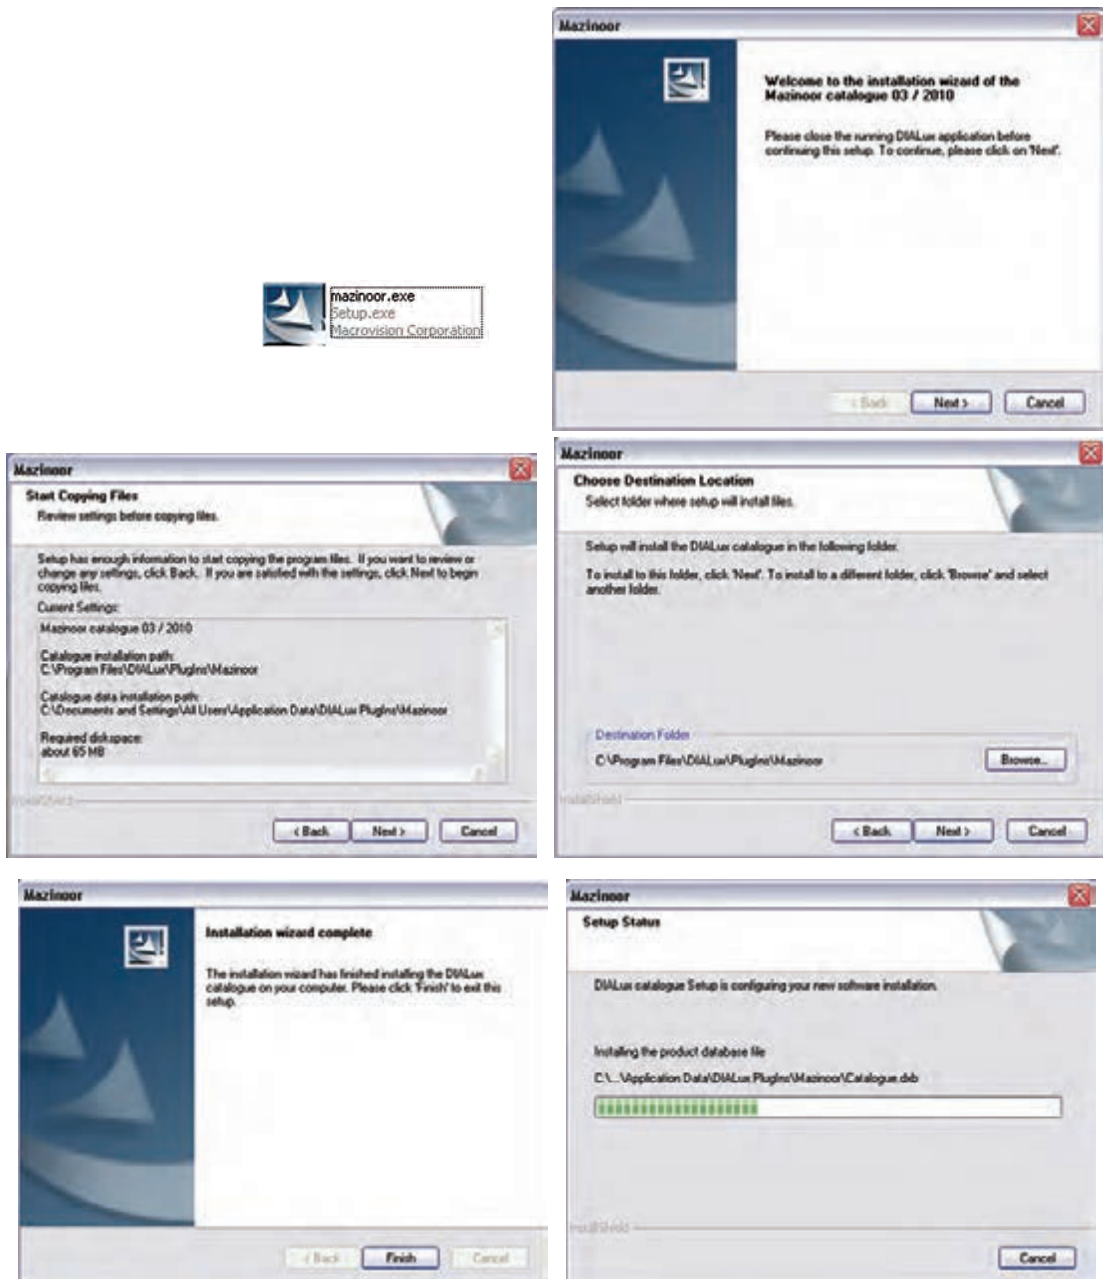 mazinoor.exe
Setup.exe
Macrovision Corporation
Mazinoor
Welcome to the installation wizard of the
Mazinoor catalogue 03 / 2010
Please close the running DIALux application before
continuing this setup. To continue, please click on 'Next'.
< Back
Next >
Cancel
Mazinoor
Start Copying Files
Review settings before copying files.
Setup has enough information to start copying the program files. If you want to review or
change any settings, click Back. If you are satisfied with the settings, click Next to begin
copying files.
Current Settings:
Mazinoor catalogue 03 / 2010
Catalogue installation path:
C:\Program Files\DIALux\PlugIns\Mazinoor
Catalogue data installation path:
C:\Documents and Settings\All Users\Application Data\DIALux PlugIns\Mazinoor
Required diskspace:
about 65 MB
InstallShield
< Back
Next >
Cancel
Mazinoor
Choose Destination Location
Select folder where setup will install files.
Setup will install the DIALux catalogue in the following folder.
To install to this folder, click 'Next'. To install to a different folder, click 'Browse' and select
another folder.
Destination Folder
C:\Program Files\DIALux\PlugIns\Mazinoor
Browse...
InstallShield
< Back
Next >
Cancel
Mazinoor
Installation wizard complete
The installation wizard has finished installing the DIALux
catalogue on your computer. Please click 'Finish' to exit this
setup.
< Back
Finish
Cancel
Mazinoor
Setup Status
DIALux catalogue Setup is configuring your new software installation.
Installing the product database file
C:\...\Application Data\DIALux PlugIns\Mazinoor\Catalogue.dxb
InstallShield
Cancel